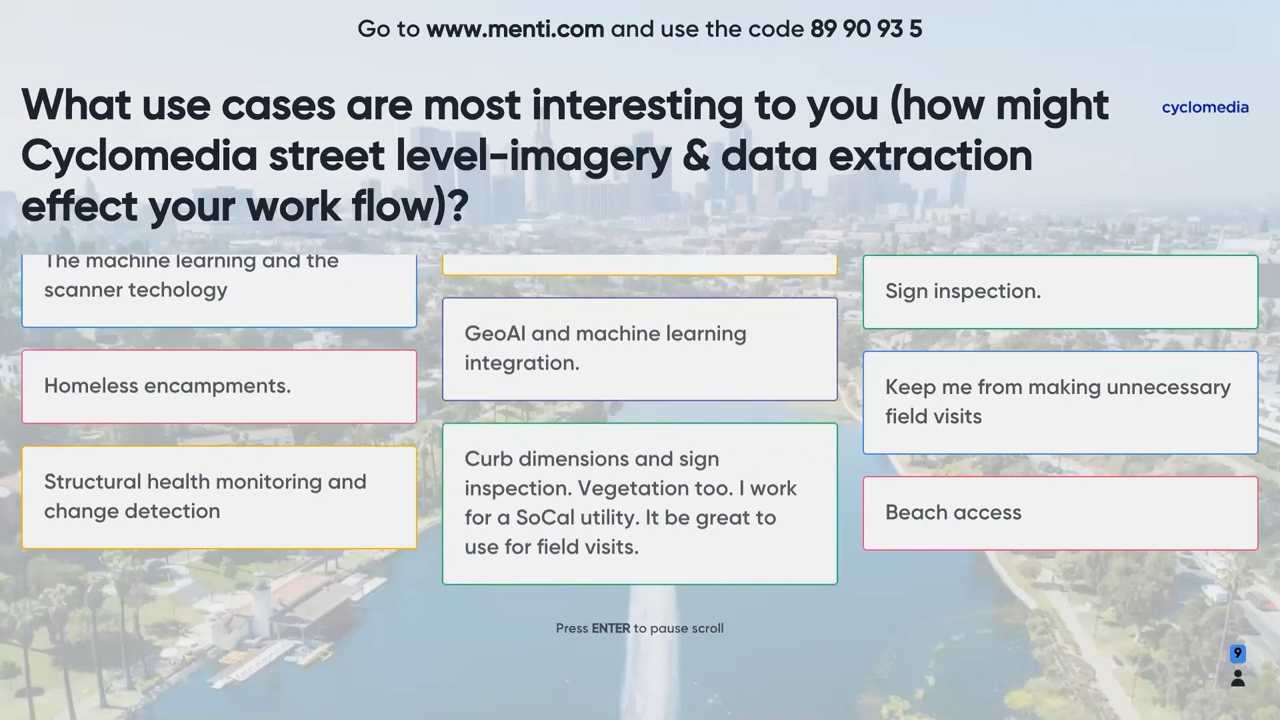 Go to www.menti.com and use the code 89 90 93 5
What use cases are most interesting to you (how might
Cyclomedia street level-imagery & data extraction
effect your work flow)?
cyclomedia
The machine learning and the
scanner techology
Homeless encampments.
Structural health monitoring and
change detection
GeoAI and machine learning
integration.
Curb dimensions and sign
inspection. Vegetation too. I work
for a SoCal utility. It be great to
use for field visits.
Sign inspection.
Keep me from making unnecessary
field visits
Beach access
Press ENTER to pause scroll
9